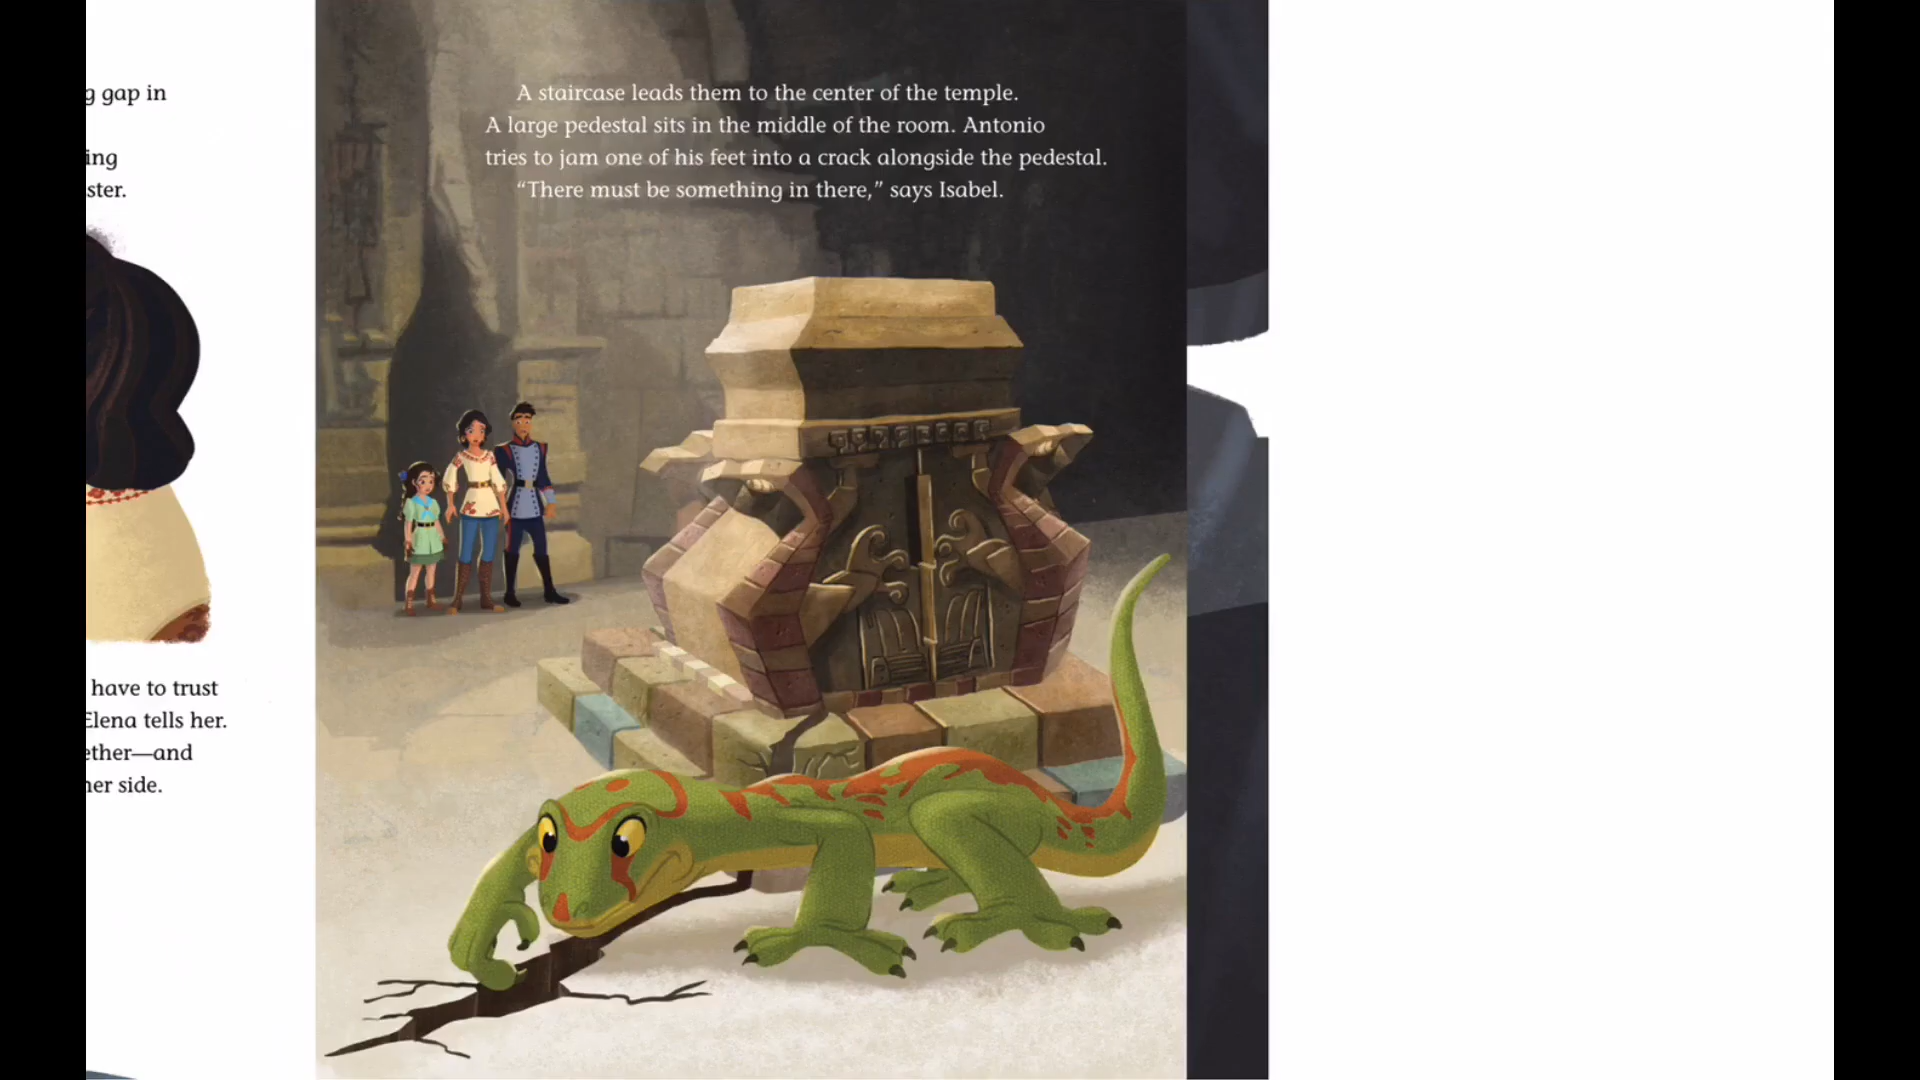 g gap in
ing
ster.
have to trust
Elena tells her.
ether—and
her side.
A staircase leads them to the center of the temple.
A large pedestal sits in the middle of the room. Antonio
tries to jam one of his feet into a crack alongside the pedestal.
“There must be something in there,” says Isabel.